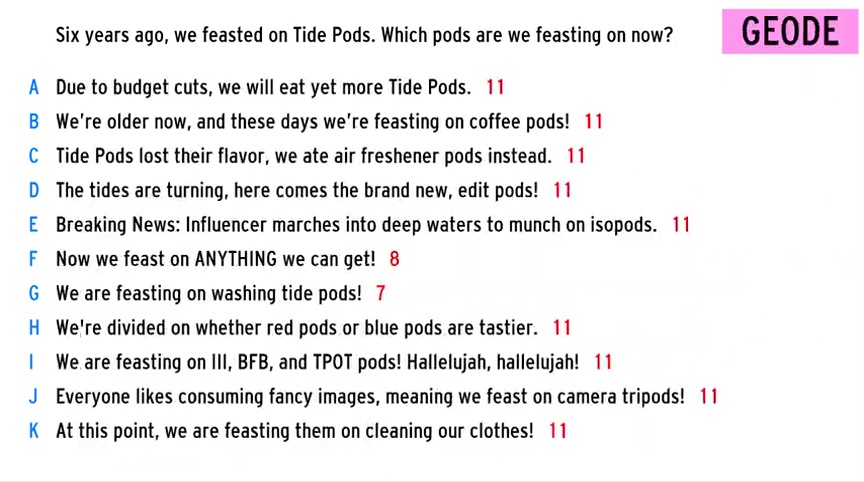 Six years ago, we feasted on Tide Pods. Which pods are we feasting on now?
GEODE
A Due to budget cuts, we will eat yet more Tide Pods. 11
B We're older now, and these days we're feasting on coffee pods! 11
C Tide Pods lost their flavor, we ate air freshener pods instead. 11
D The tides are turning, here comes the brand new, edit pods! 11
E Breaking News: Influencer marches into deep waters to munch on isopods. 11
F Now we feast on ANYTHING we can get! 8
G We are feasting on washing tide pods! 7
H We're divided on whether red pods or blue pods are tastier. 11
I We are feasting on III, BFB, and TPOT pods! Hallelujah, hallelujah! 11
J Everyone likes consuming fancy images, meaning we feast on camera tripods! 11
K At this point, we are feasting them on cleaning our clothes! 11